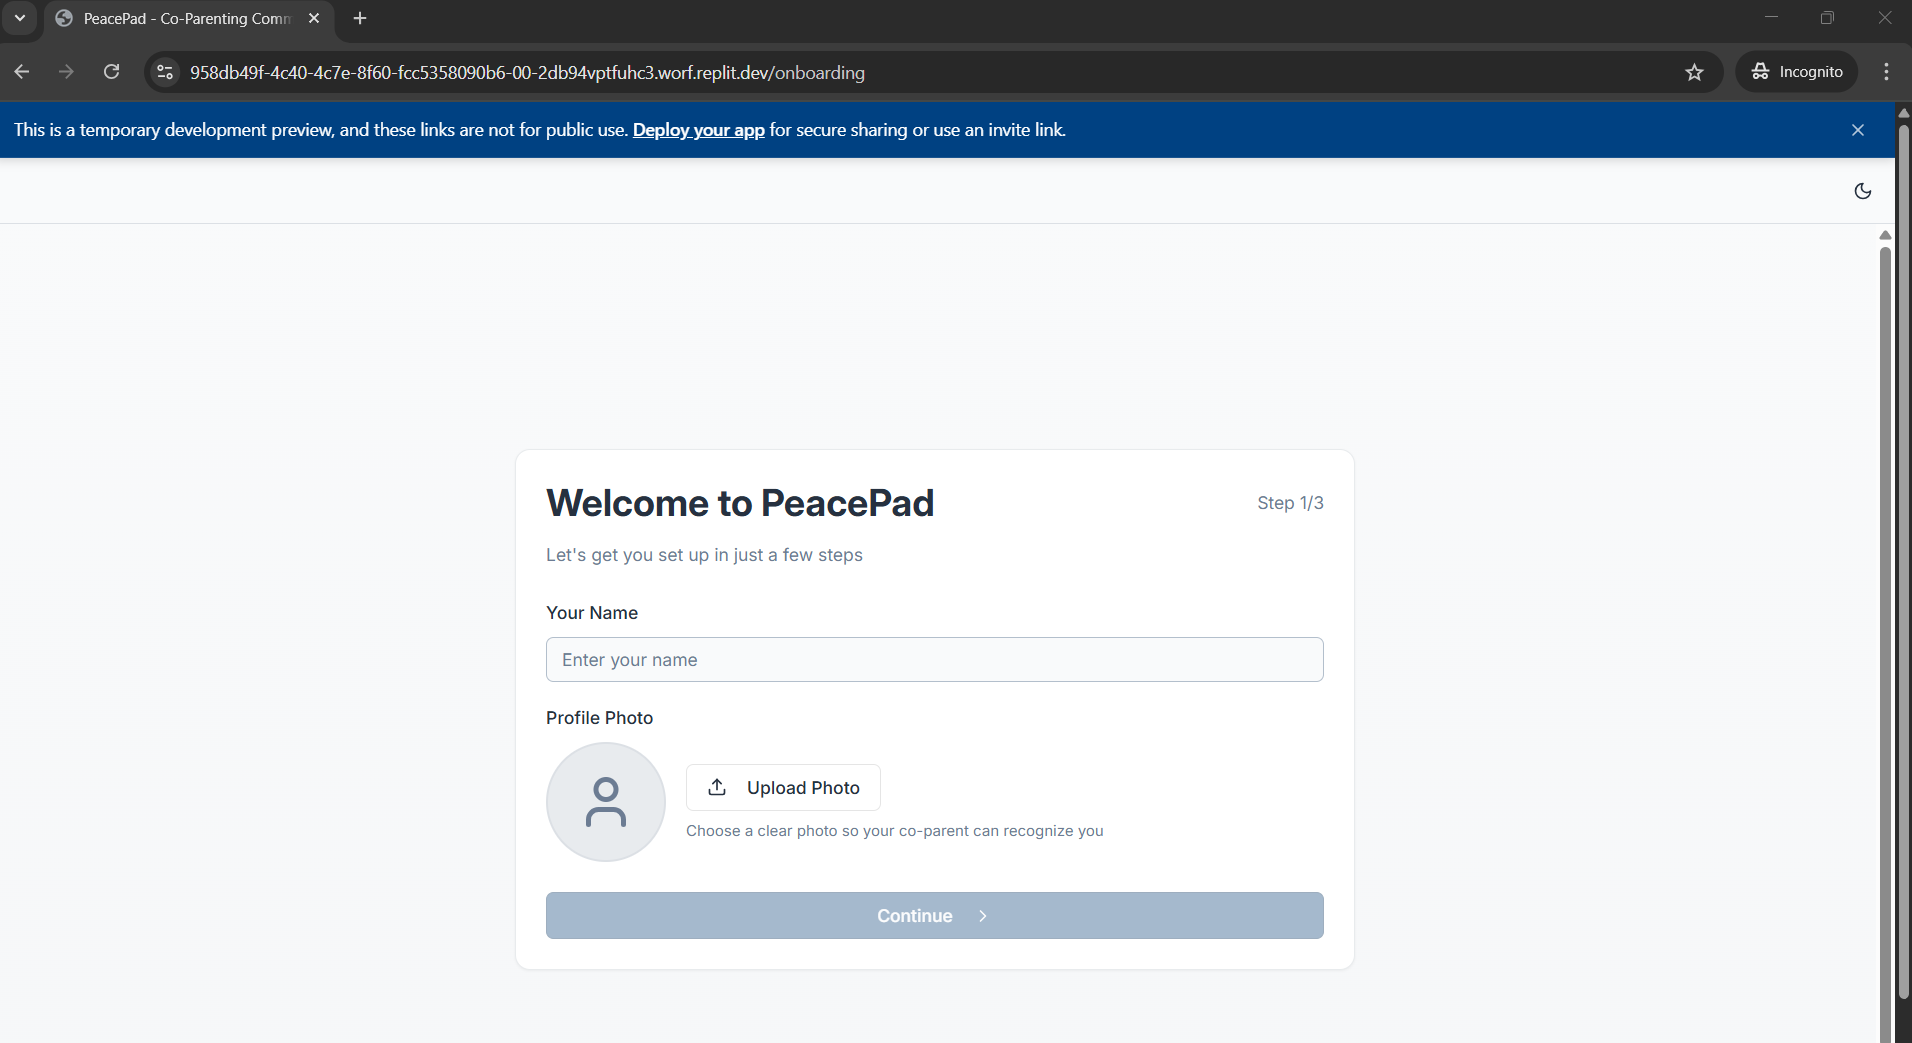 PeacePad - Co-Parenting Comm
958db49f-4c40-4c7e-8f60-fcc5358090b6-00-2db94vptfuhc3.worf.replit.dev/onboarding
Incognito
This is a temporary development preview, and these links are not for public use. Deploy your app for secure sharing or use an invite link.
Welcome to PeacePad
Step 1/3
Let's get you set up in just a few steps
Your Name
Enter your name
Profile Photo
Upload Photo
Choose a clear photo so your co-parent can recognize you
Continue